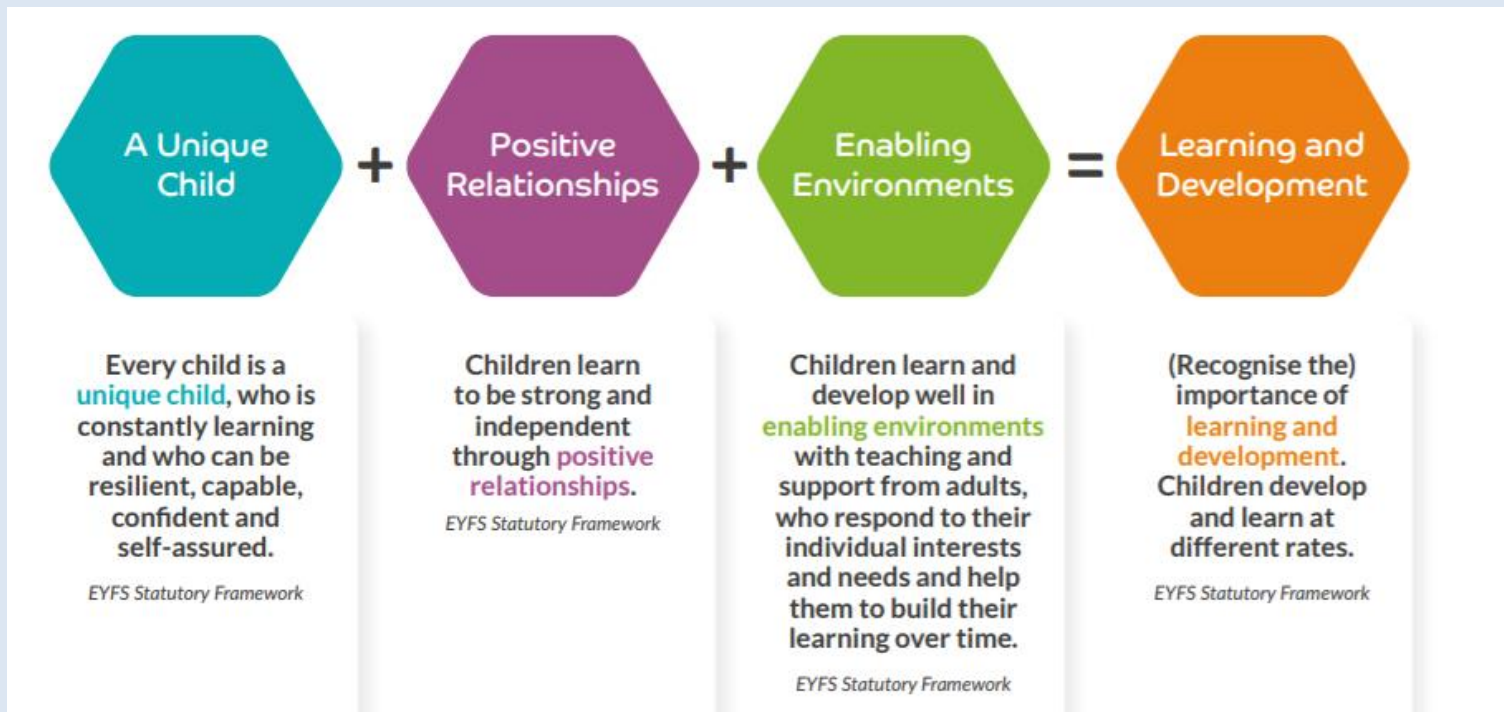 A Unique
Child
+
Positive
Relationships
+
Enabling
Environments
=
Learning and
Development
Every child is a
unique child, who is
constantly learning
and who can be
resilient, capable,
confident and
self-assured.
EYFS Statutory Framework
Children learn
to be strong and
independent
through positive
relationships.
EYFS Statutory Framework
Children learn and
develop well in
enabling environments
with teaching and
support from adults,
who respond to their
individual interests
and needs and help
them to build their
learning over time.
EYFS Statutory Framework
(Recognise the)
importance of
learning and
development.
Children develop
and learn at
different rates.
EYFS Statutory Framework